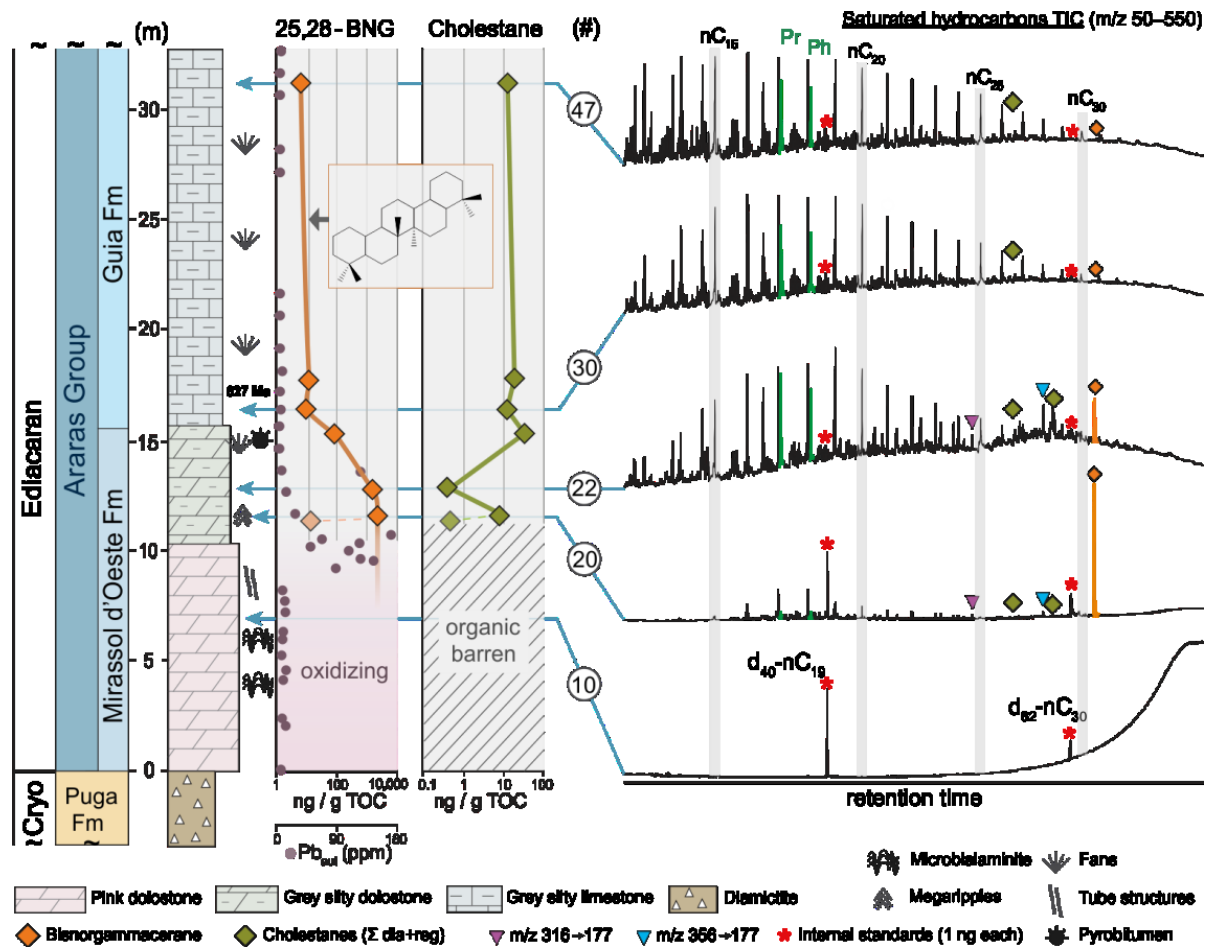 (m) 25,28-BNG Cholestane (#) Saturated hydrocarbons TIC (m/z 50–550)
nC15 Pr Ph nC20 nC25 nC30
47
30
22
20
10
30
25
20
15
10
5
0
Ediacaran
Cryo
Araras Group
Guia Fm
Mirassol d'Oeste Fm
Puga Fm
627 Ma
oxidizing
organic barren
d40-nC19
d62-nC30
retention time
1 100 10,000
ng / g TOC
0.1 1 10 100
ng / g TOC
0 90 180
Pbsul (ppm)
Microbialaminite
Fans
Megaripples
Tube structures
Pink dolostone
Grey silty dolostone
Grey silty limestone
Diamictite
Pyrobitumen
Bisnorgammacerane
Cholestanes (Σ dia+reg)
m/z 316→177
m/z 356→177
Internal standards (1 ng each)